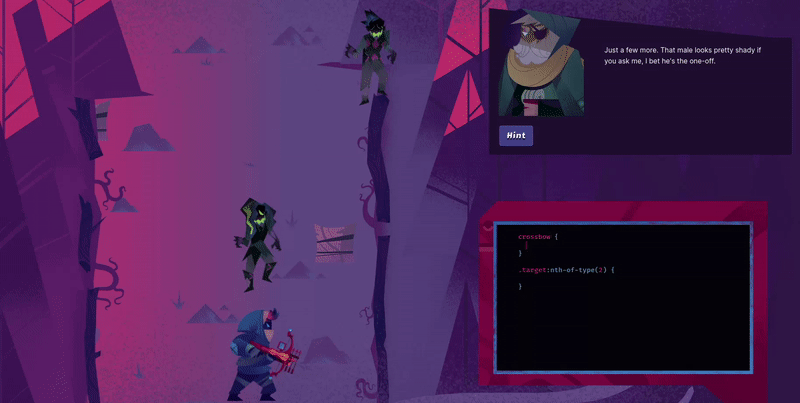 Just a few more. That male looks pretty shady if
you ask me, I bet he's the one-off.
Hint
crossbow {
}
.target:nth-of-type(2) {
}